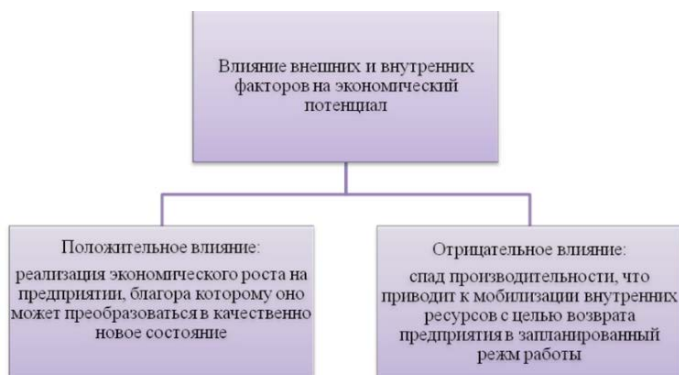 Влияние внешних и внутренних
факторов на экономический
потенциал
Положительное влияние:
реализация экономического роста на
предприятии, благора которому оно
может преобразоваться в качественно
новое состояние
Отрицательное влияние:
спад производительности, что
приводит к мобилизации внутренних
ресурсов с целью возврата
предприятия в запланированный
режм работы